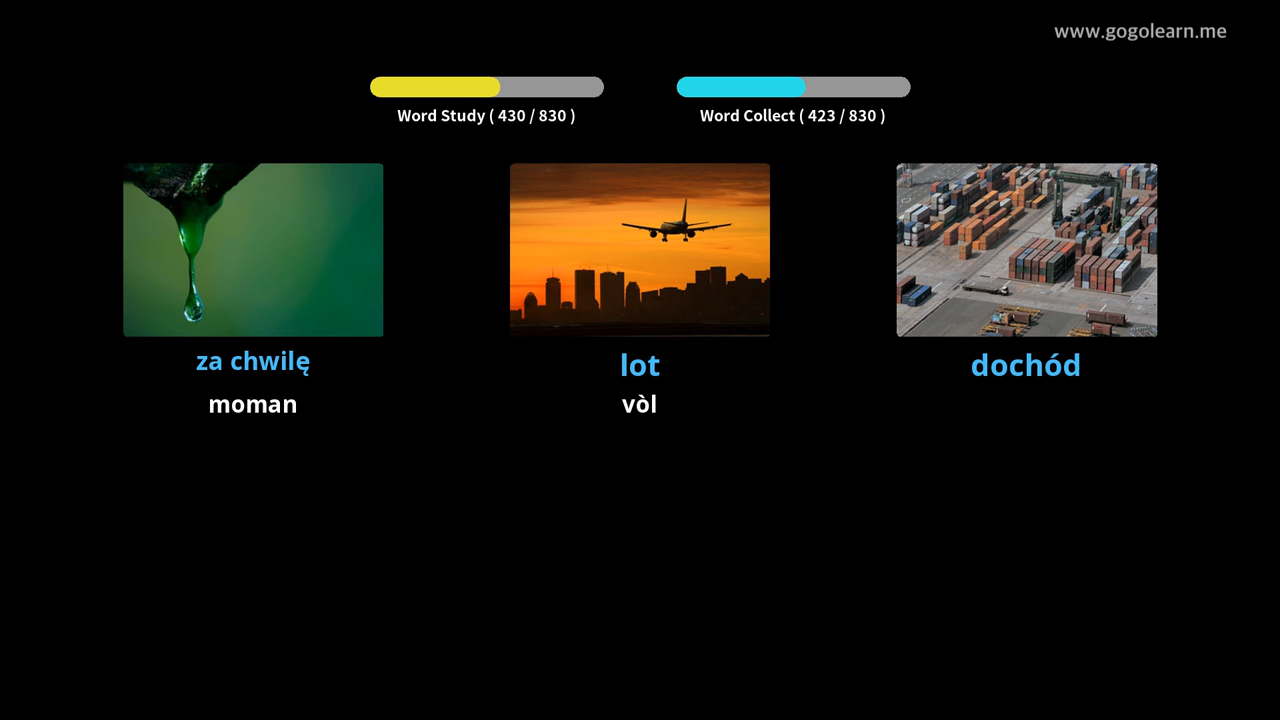 www.gogolearn.me
Word Study ( 430 / 830 )
Word Collect ( 423 / 830 )
za chwilę
lot
dochód
moman
vòl